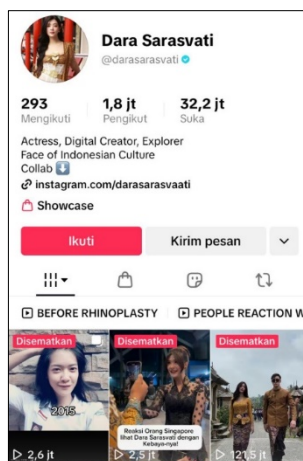 Dara Sarasvati
@darasarasvati
293
Mengikuti
1,8 jt
Pengikut
32,2 jt
Suka
Actress, Digital Creator, Explorer
Face of Indonesian Culture
Collab
instagram.com/darasarasvaati
Showcase
Ikuti
Kirim pesan
BEFORE RHINOPLASTY
PEOPLE REACTION W
Disematkan
Disematkan
Disematkan
2015
Reaksi Orang Singapore
lihat Dara Sarasvati dengan
Kebaya-nya!
2,6 jt
2,5 jt
121,5 jt